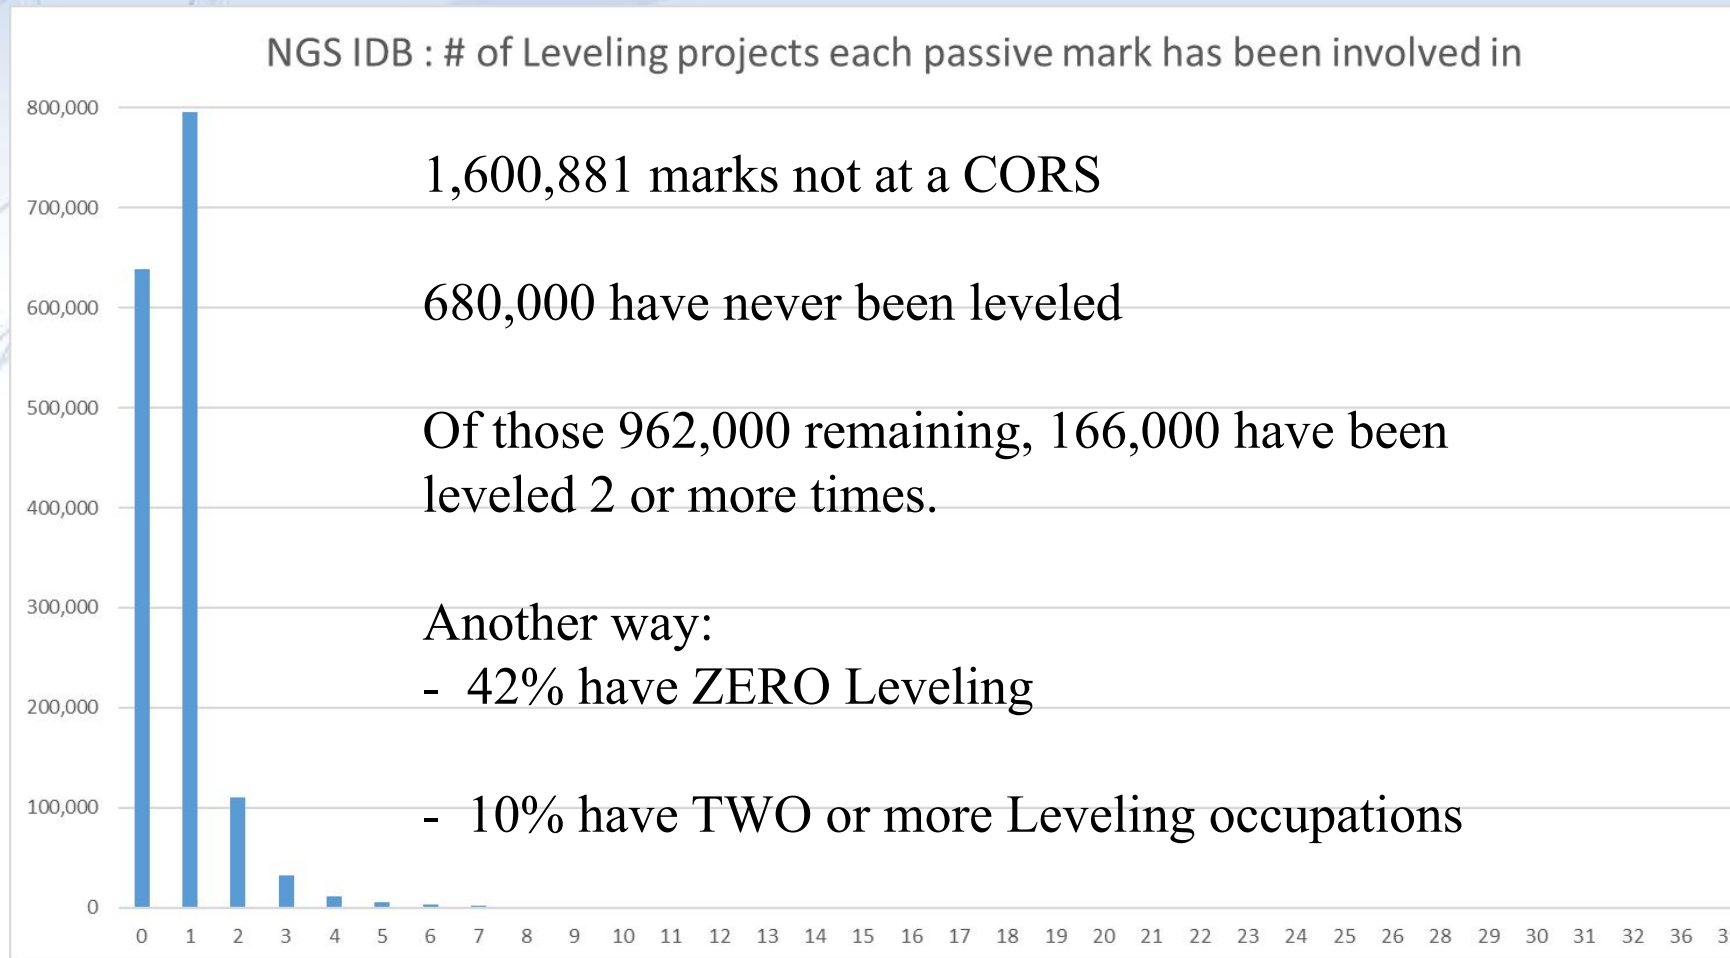 NGS IDB : # of Leveling projects each passive mark has been involved in
800,000
700,000
600,000
500,000
400,000
300,000
200,000
100,000
0
1,600,881 marks not at a CORS
680,000 have never been leveled
Of those 962,000 remaining, 166,000 have been
leveled 2 or more times.
Another way:
- 42% have ZERO Leveling
- 10% have TWO or more Leveling occupations
0 1 2 3 4 5 6 7 8 9 10 11 12 13 14 15 16 17 18 19 20 21 22 23 24 25 26 28 29 30 31 32 36